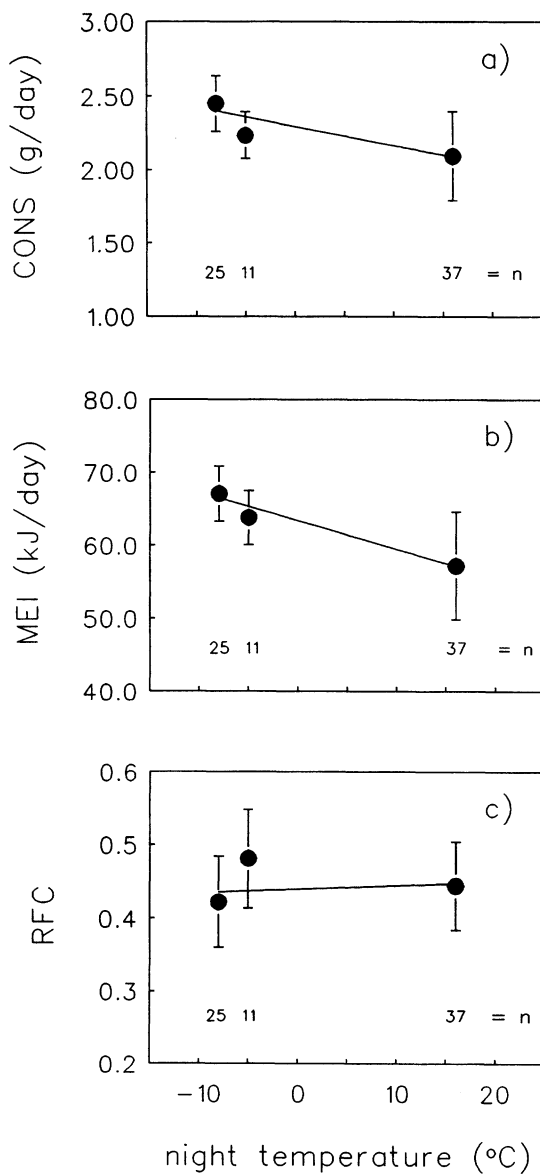 3.00
a)
2.50
CONS (g/day)
2.00
1.50
25 11 37 = n
1.00
80.0
b)
70.0
MEI (kJ/day)
60.0
50.0
25 11 37 = n
40.0
0.6
c)
0.5
RFC
0.4
0.3
25 11 37 = n
0.2
−10 0 10 20
night temperature (°C)